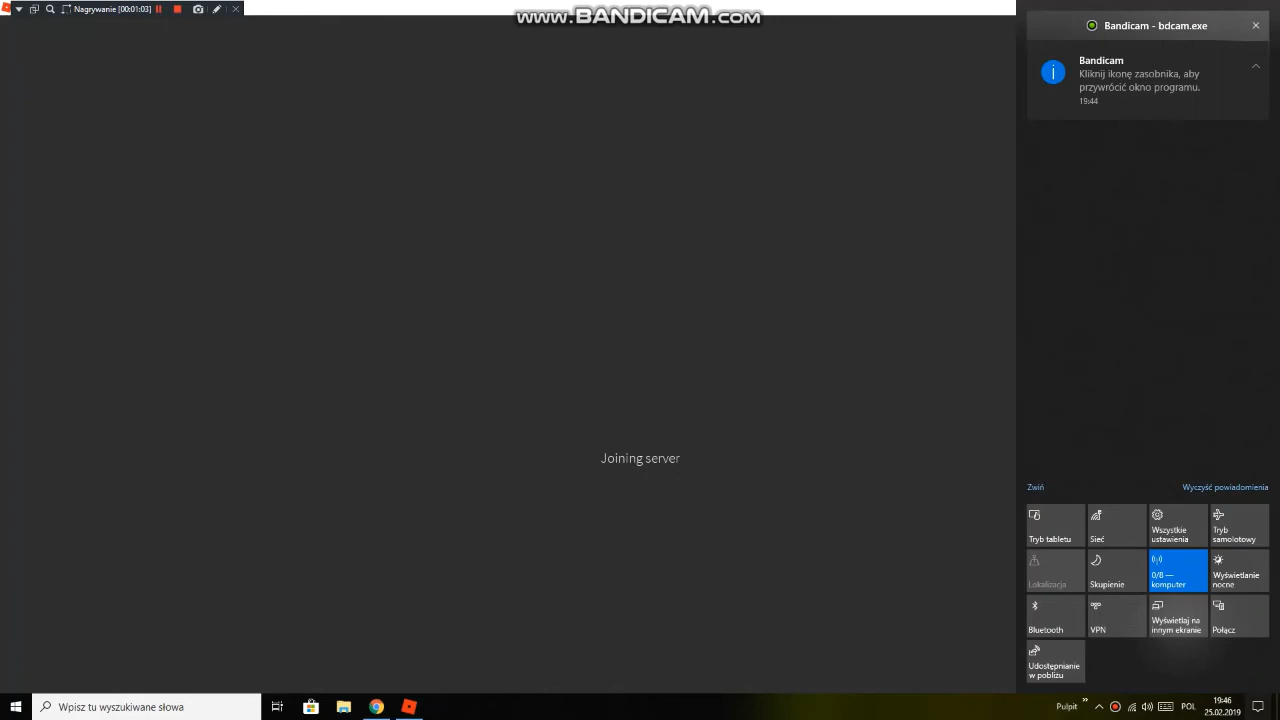 Nagrywanie [00:01:03]
www.BANDICAM.com
Bandicam - bdcam.exe
Bandicam
Kliknij ikonę zasobnika, aby
przywrócić okno programu.
19:44
Joining server
Zwiń
Wyczyść powiadomienia
Tryb tabletu
Sieć
Wszystkie
ustawienia
Tryb
samolotowy
Lokalizacja
Skupienie
0/8 —
komputer
Wyświetlanie
nocne
Bluetooth
VPN
Wyświetlaj na
innym ekranie
Połącz
Udostępnianie
w pobliżu
Wpisz tu wyszukiwane słowa
Pulpit
POL
19:46
25.02.2019